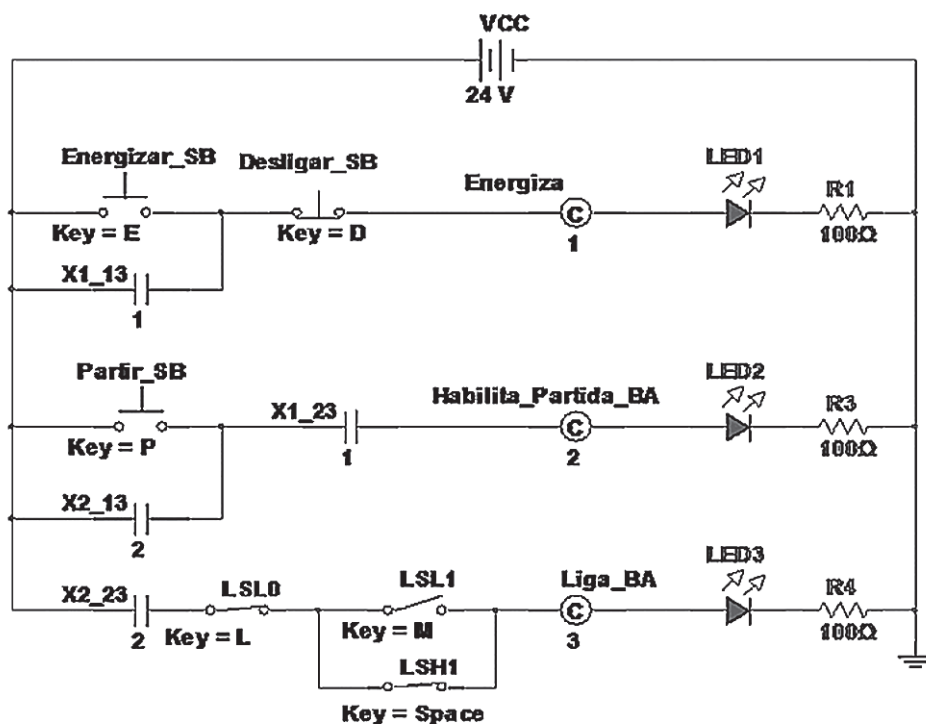 VCC
24 V
Energizar_SB
Desligar_SB
Energiza
LED1
R1
C
Key = E
Key = D
1
100Ω
X1_13
1
Partir_SB
X1_23
Habilita_Partida_BA
LED2
R3
C
Key = P
1
2
100Ω
X2_13
2
X2_23
LSL0
LSL1
Liga_BA
LED3
R4
C
2
Key = L
Key = M
3
100Ω
LSH1
Key = Space